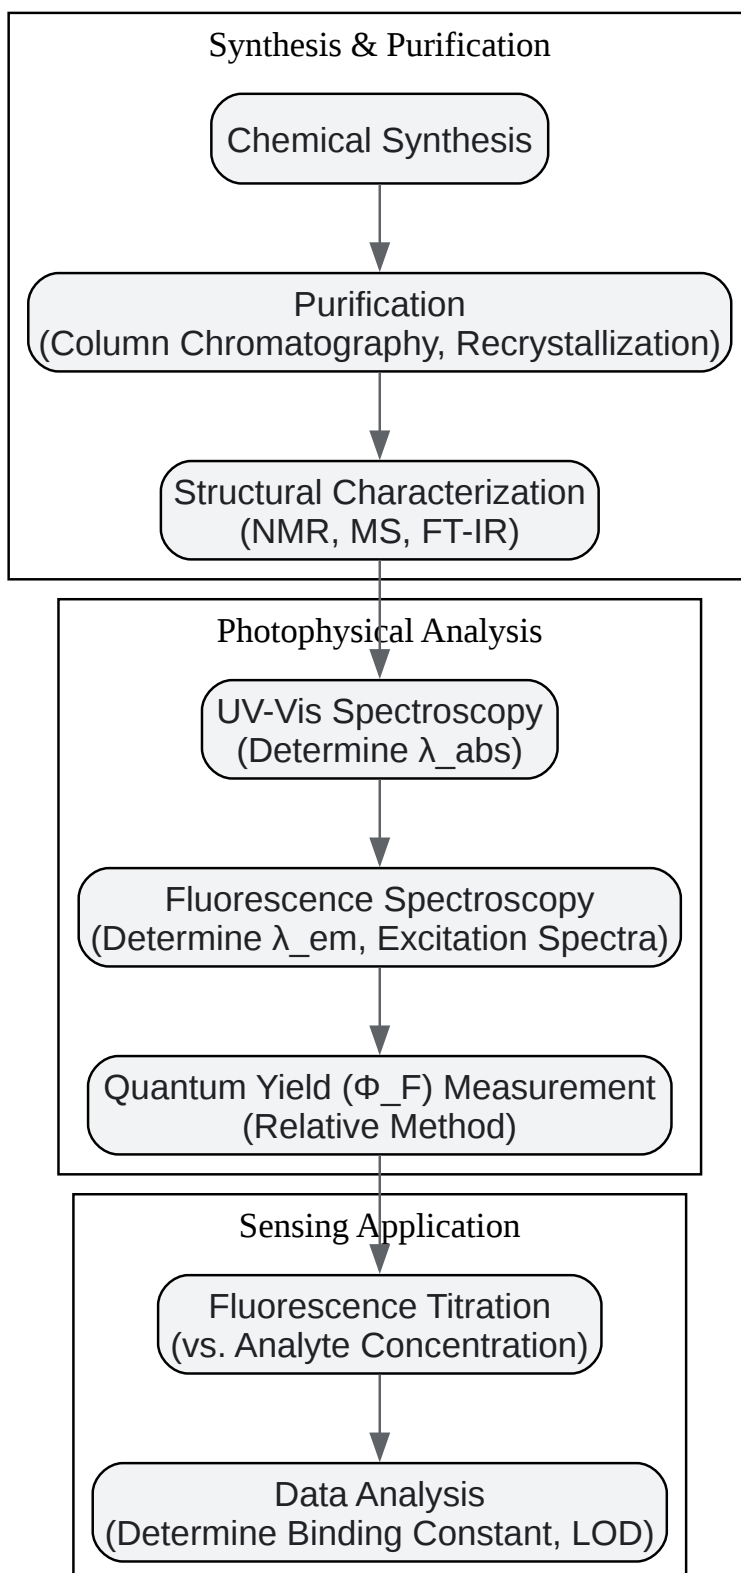 Synthesis & Purification
Chemical Synthesis
Purification
(Column Chromatography, Recrystallization)
Structural Characterization
(NMR, MS, FT-IR)
Photophysical Analysis
UV-Vis Spectroscopy
(Determine λ_abs)
Fluorescence Spectroscopy
(Determine λ_em, Excitation Spectra)
Quantum Yield (Φ_F) Measurement
(Relative Method)
Sensing Application
Fluorescence Titration
(vs. Analyte Concentration)
Data Analysis
(Determine Binding Constant, LOD)